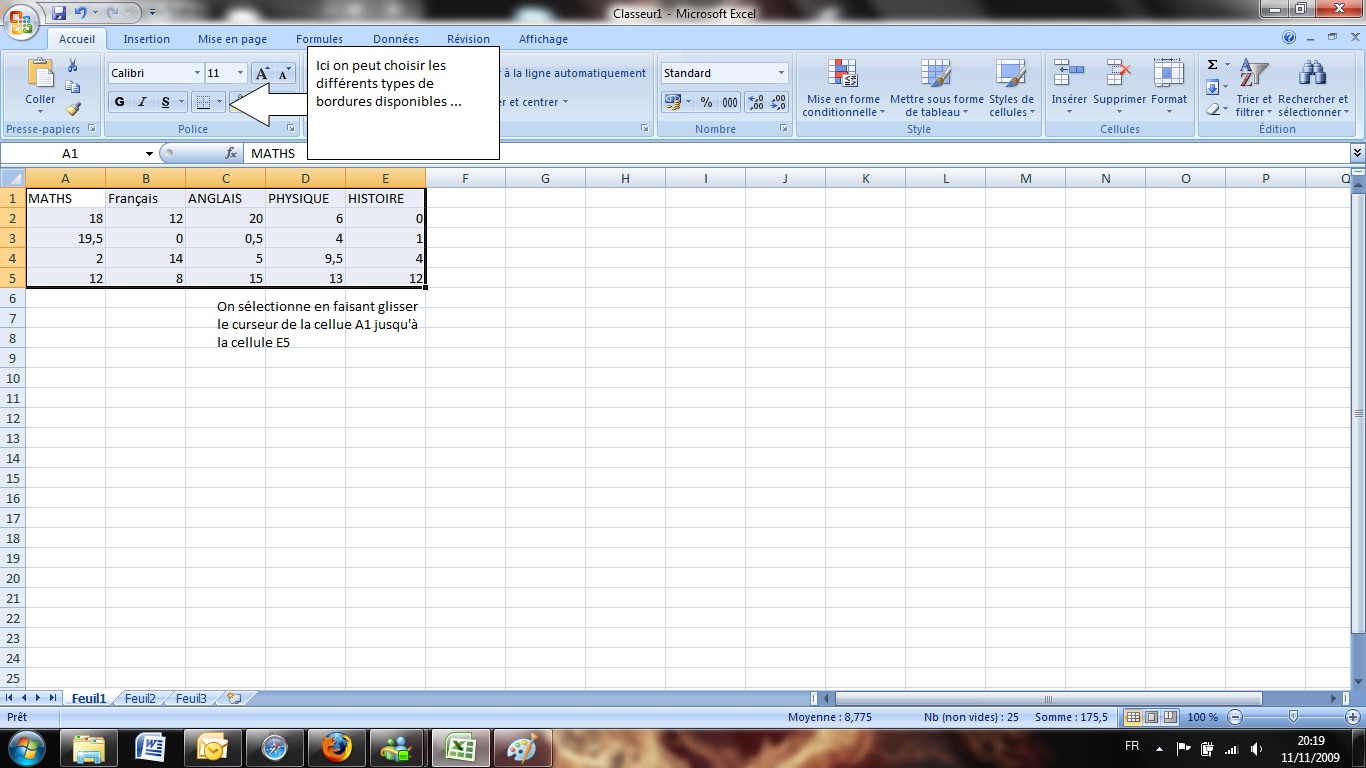 Classeur1 - Microsoft Excel
Accueil Insertion Mise en page Formules Données Révision Affichage
Ici on peut choisir les
différents types de
bordures disponibles ...
Coller
Presse-papiers
Calibri 11 A A
G I S
Police
à la ligne automatiquement
er et centrer
Standard
% 000 ,0 ,00 ,00 ,0
Nombre
Mise en forme
conditionnelle
Mettre sous forme
de tableau
Styles de
cellules
Style
Insérer Supprimer Format
Cellules
Σ
Trier et
filtrer
Rechercher et
sélectionner
Édition
A1 fx MATHS
A B C D E F G H I J K L M N O P Q
1 MATHS Français ANGLAIS PHYSIQUE HISTOIRE
2 18 12 20 6 0
3 19,5 0 0,5 4 1
4 2 14 5 9,5 4
5 12 8 15 13 12
6
7
8
On sélectionne en faisant glisser
le curseur de la cellue A1 jusqu'à
la cellule E5
9
10
11
12
13
14
15
16
17
18
19
20
21
22
23
24
25
Feuil1 Feuil2 Feuil3
Prêt Moyenne : 8,775 Nb (non vides) : 25 Somme : 175,5 100 %
FR 20:19
11/11/2009